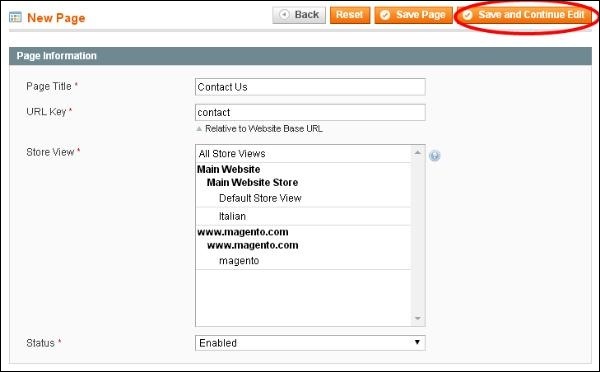 New Page
Back Reset Save Page Save and Continue Edit
Page Information
Page Title * Contact Us
URL Key * contact
Relative to Website Base URL
Store View * All Store Views
Main Website
Main Website Store
Default Store View
Italian
www.magento.com
www.magento.com
magento
Status * Enabled